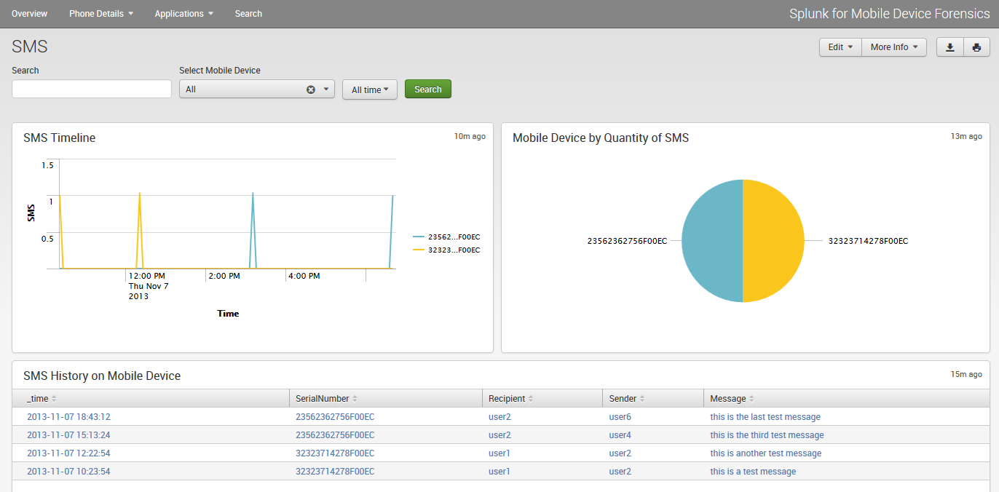 Overview Phone Details Applications Search Splunk for Mobile Device Forensics
SMS Edit More Info
Search Select Mobile Device
All All time Search
SMS Timeline 10m ago
1.5
1
0.5
SMS
12:00 PM 2:00 PM 4:00 PM
Thu Nov 7
2013
Time
23562...F00EC
32323...F00EC
Mobile Device by Quantity of SMS 13m ago
23562362756F00EC 32323714278F00EC
SMS History on Mobile Device 15m ago
_time SerialNumber Recipient Sender Message
2013-11-07 18:43:12 23562362756F00EC user2 user6 this is the last test message
2013-11-07 15:13:24 23562362756F00EC user2 user4 this is the third test message
2013-11-07 12:22:54 32323714278F00EC user1 user2 this is another test message
2013-11-07 10:23:54 32323714278F00EC user1 user2 this is a test message